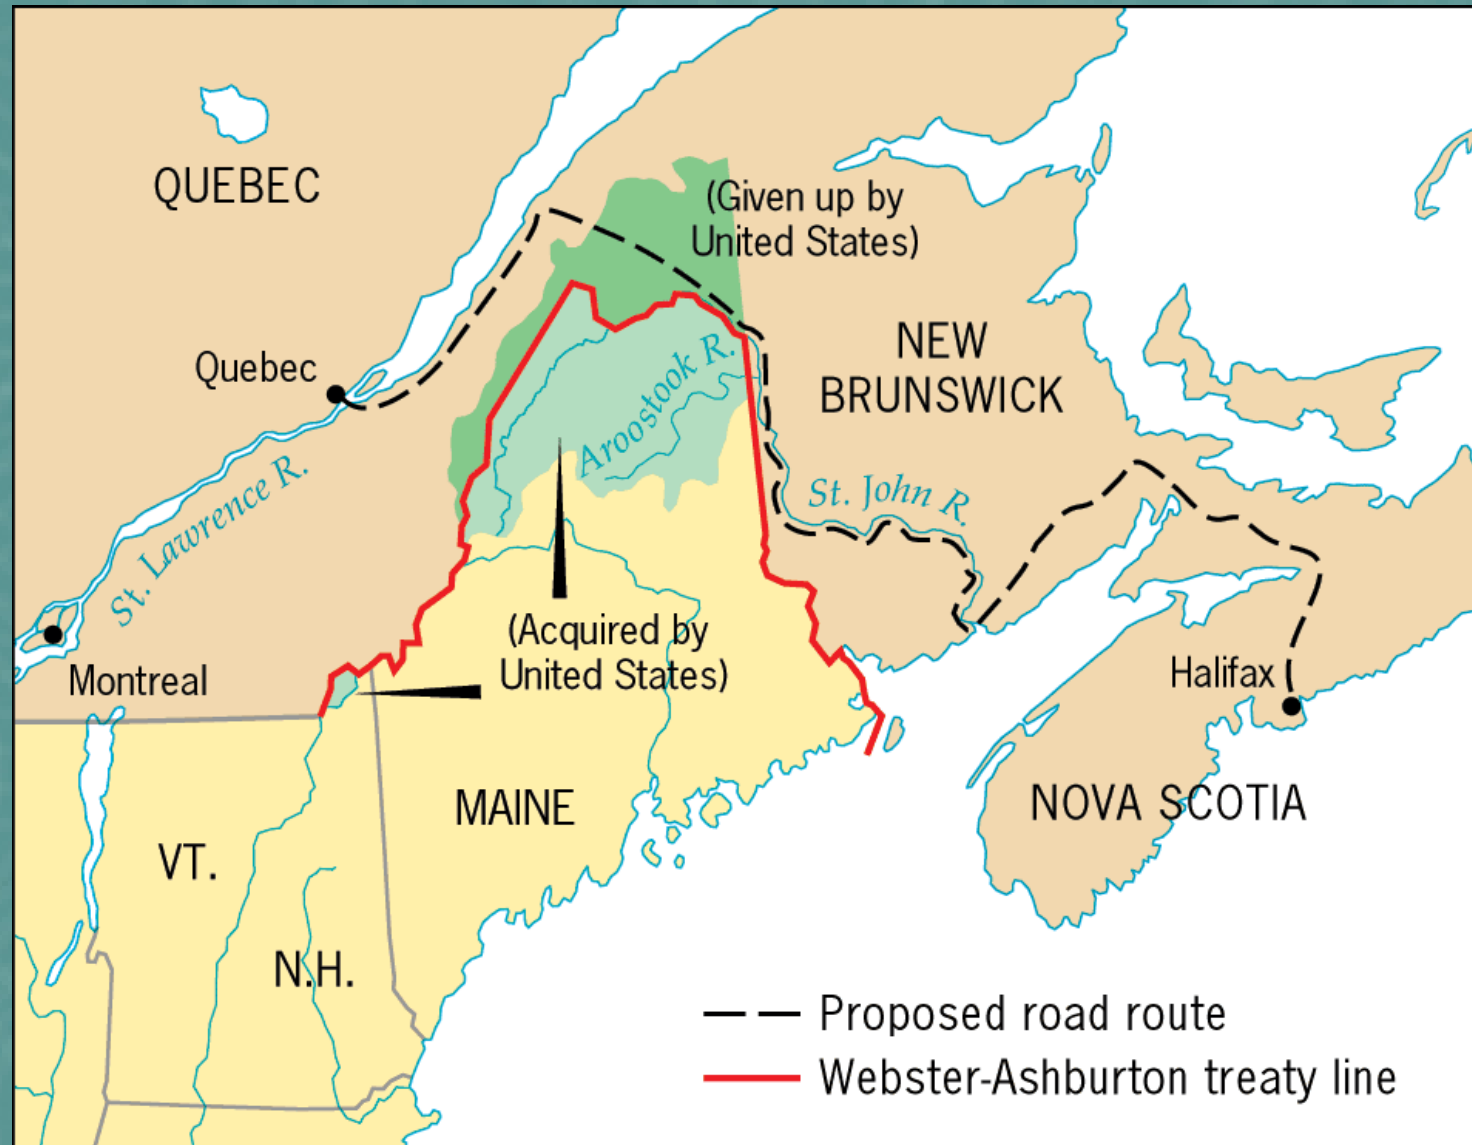 QUEBEC
(Given up by
United States)
NEW
BRUNSWICK
Quebec
Aroostook R.
St. Lawrence R.
St. John R.
(Acquired by
United States)
Montreal
Halifax
MAINE
NOVA SCOTIA
VT.
N.H.
Proposed road route
Webster-Ashburton treaty line